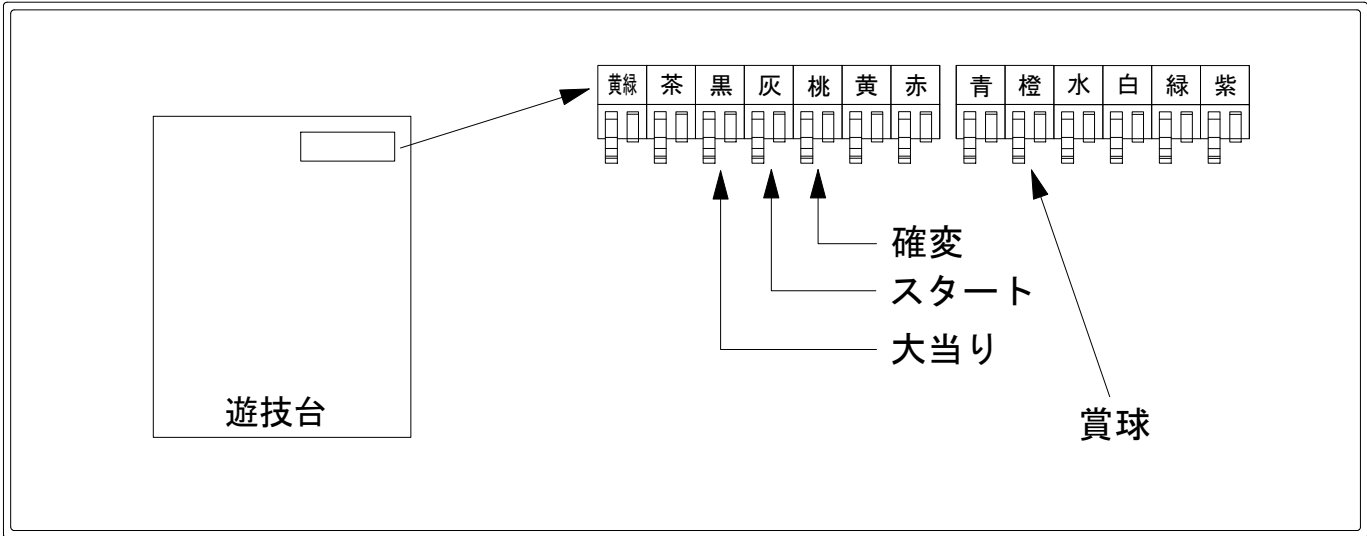 黄緑 茶 黒 灰 桃 黄 赤 青 橙 水 白 緑 紫
確変
スタート
大当り
遊技台
賞球